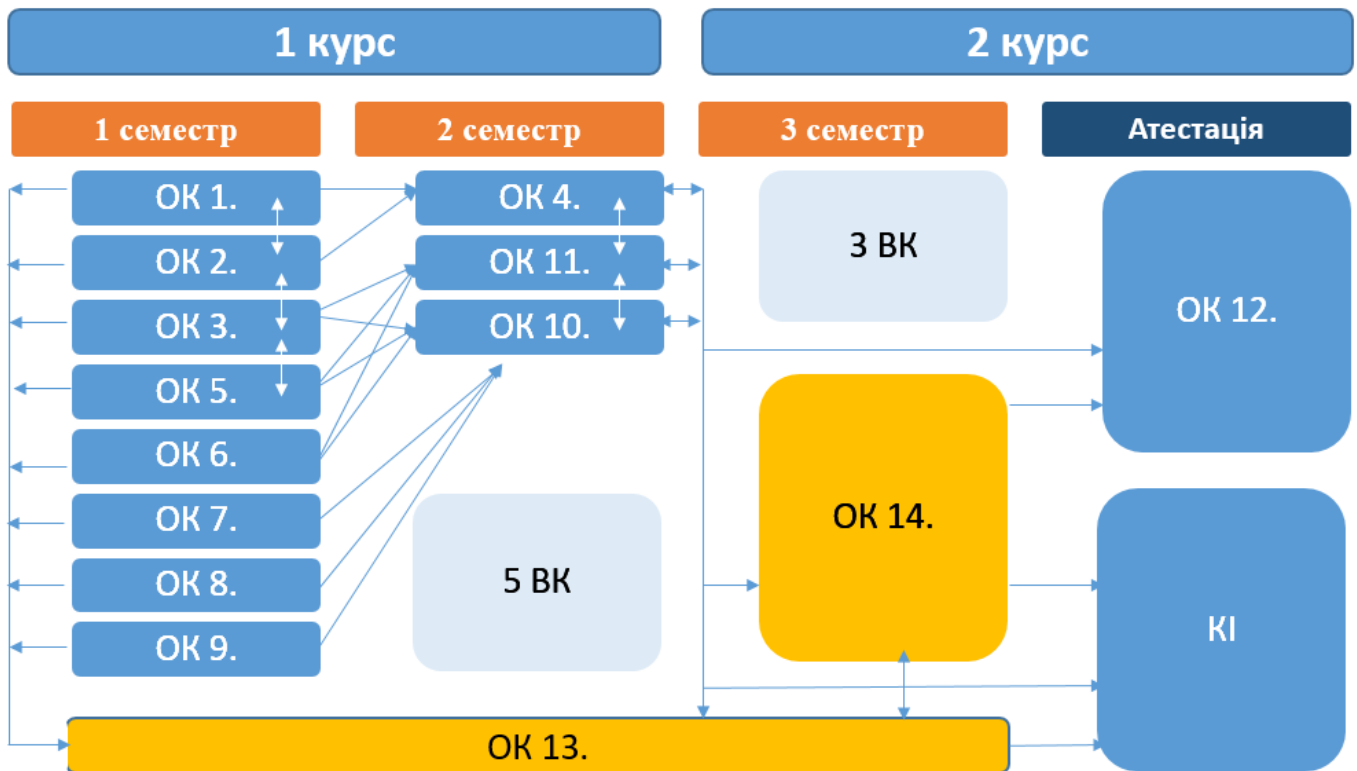 1 курс
2 курс
1 семестр
2 семестр
3 семестр
Атестація
ОК 1.
ОК 2.
ОК 3.
ОК 5.
ОК 6.
ОК 7.
ОК 8.
ОК 9.
ОК 4.
ОК 11.
ОК 10.
5 ВК
3 ВК
ОК 14.
ОК 12.
КІ
ОК 13.